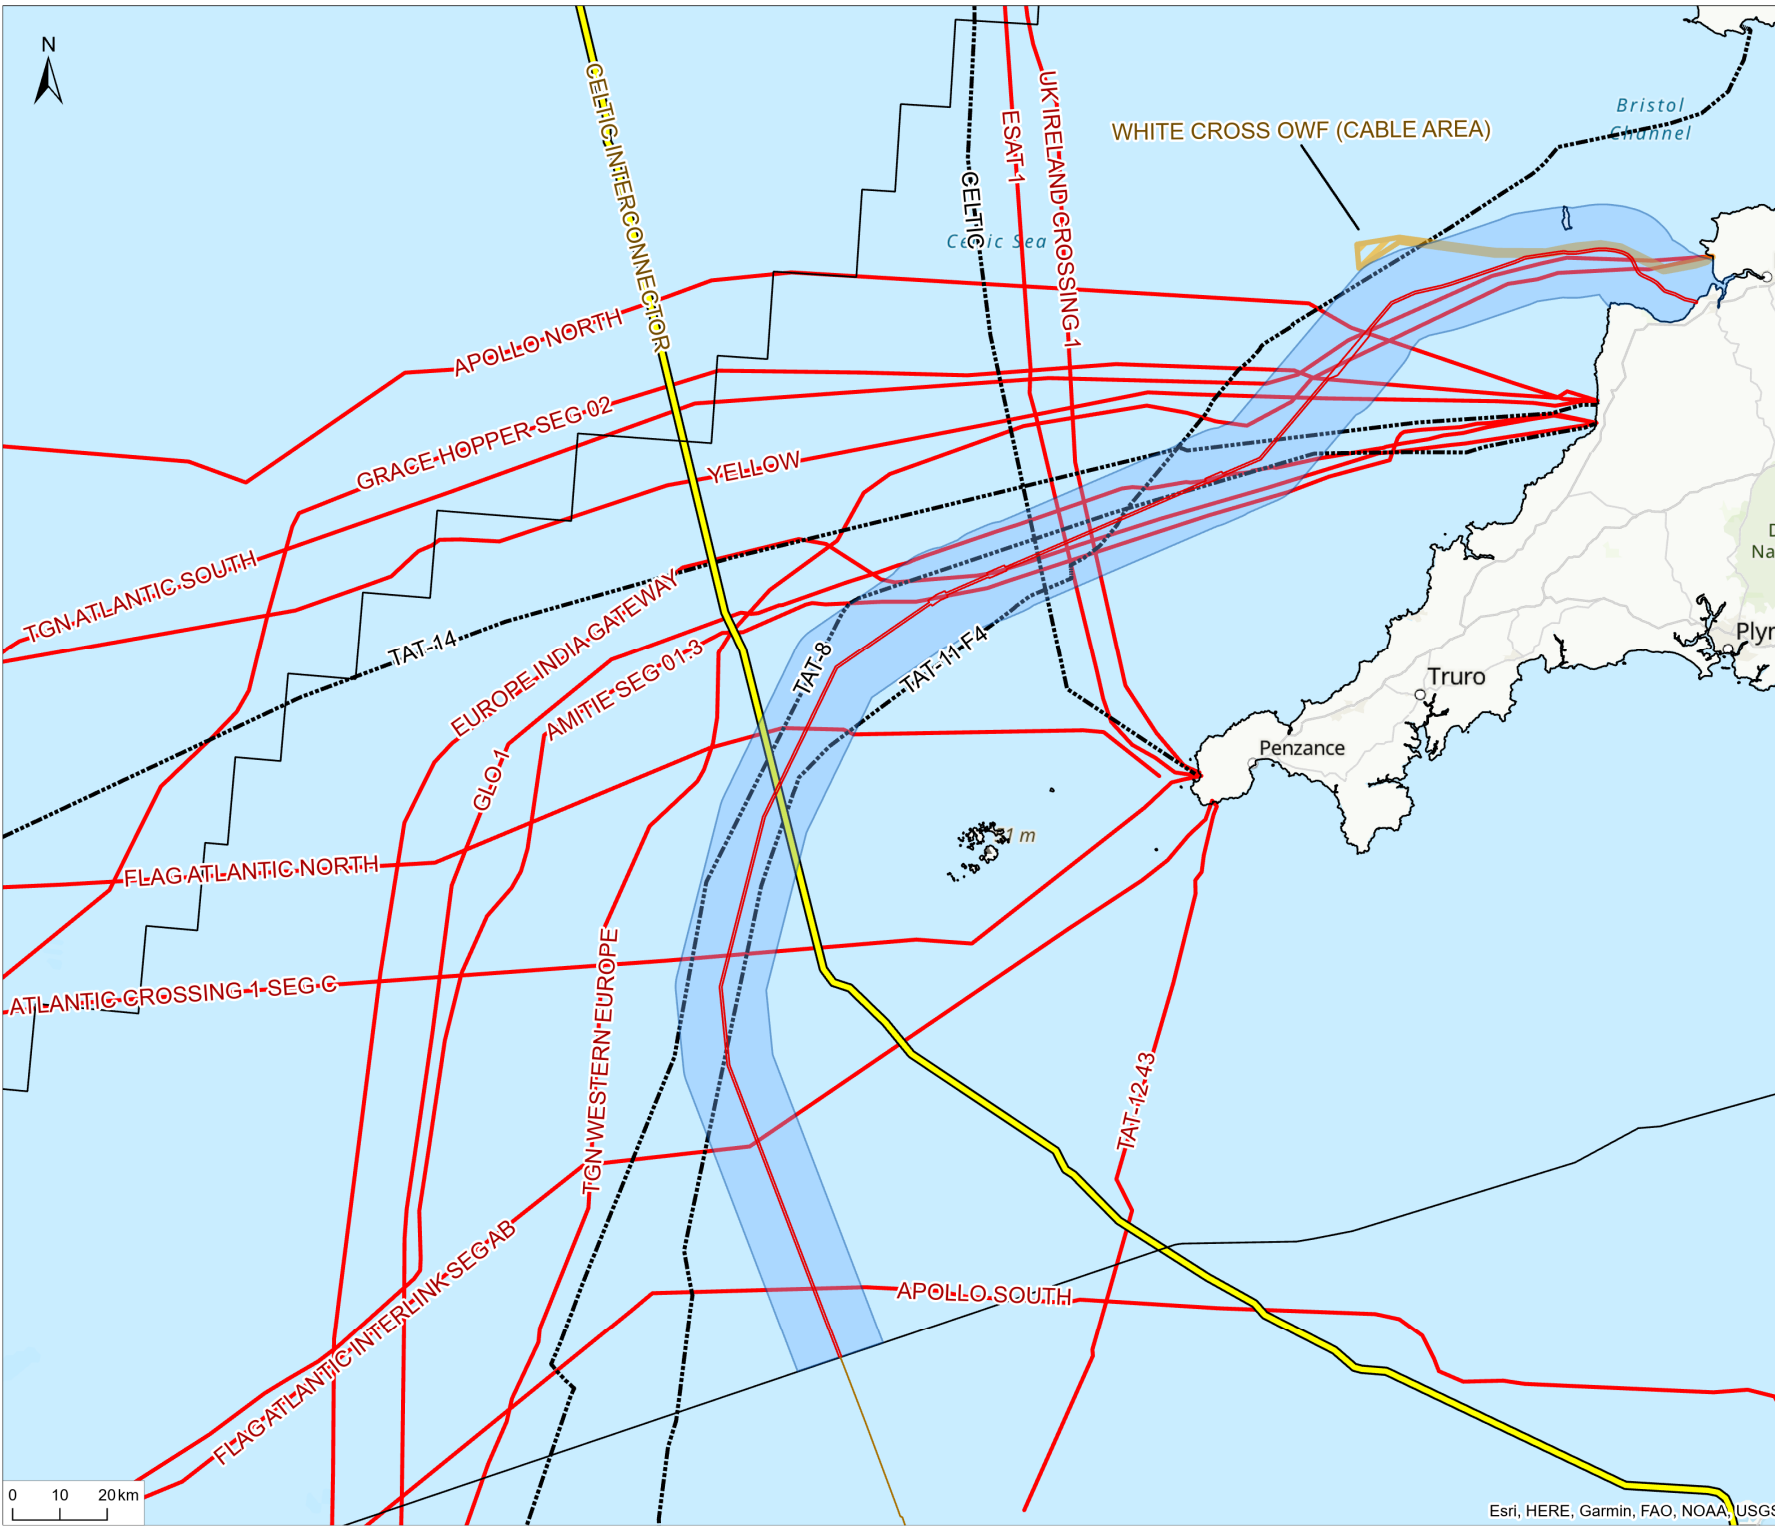 N
Bristol
Channel
WHITE CROSS OWF (CABLE AREA)
CELTIC INTERCONNECTOR
ESAT 1
UK IRELAND CROSSING 1
CELTIC
Celtic Sea
APOLLO NORTH
GRACE HOPPER SEG 02
YELLOW
TGN ATLANTIC SOUTH
TAT-14
EUROPE INDIA GATEWAY
GLO-1
AMITIE SEG 01.3
TAT-8
TAT-11-F4
D
Na
Plyr
Truro
Penzance
1 m
FLAG ATLANTIC NORTH
ATLANTIC CROSSING 1 SEG C
TGN WESTERN EUROPE
TAT-12 43
FLAG ATLANTIC INTERLINK SEG AB
APOLLO SOUTH
0 10 20 km
Esri, HERE, Garmin, FAO, NOAA, USGS